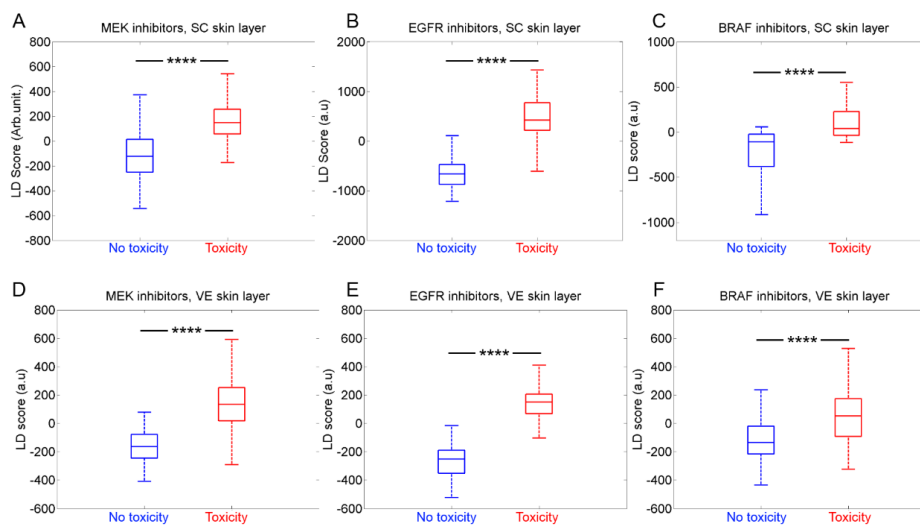 A
MEK inhibitors, SC skin layer
800
600
400
200
0
-200
-400
-600
-800
LD Score (Arb.unit.)
****
No toxicity
Toxicity
B
EGFR inhibitors, SC skin layer
2000
1000
0
-1000
-2000
LD Score (a.u)
****
No toxicity
Toxicity
C
BRAF inhibitors, SC skin layer
1000
500
0
-500
-1000
LD score (a.u)
****
No toxicity
Toxicity
D
MEK inhibitors, VE skin layer
800
600
400
200
0
-200
-400
-600
LD score (a.u)
****
No toxicity
Toxicity
E
EGFR inhibitors, VE skin layer
800
600
400
200
0
-200
-400
-600
LD score (a.u)
****
No toxicity
Toxicity
F
BRAF inhibitors, VE skin layer
800
600
400
200
0
-200
-400
-600
LD score (a.u)
****
No toxicity
Toxicity